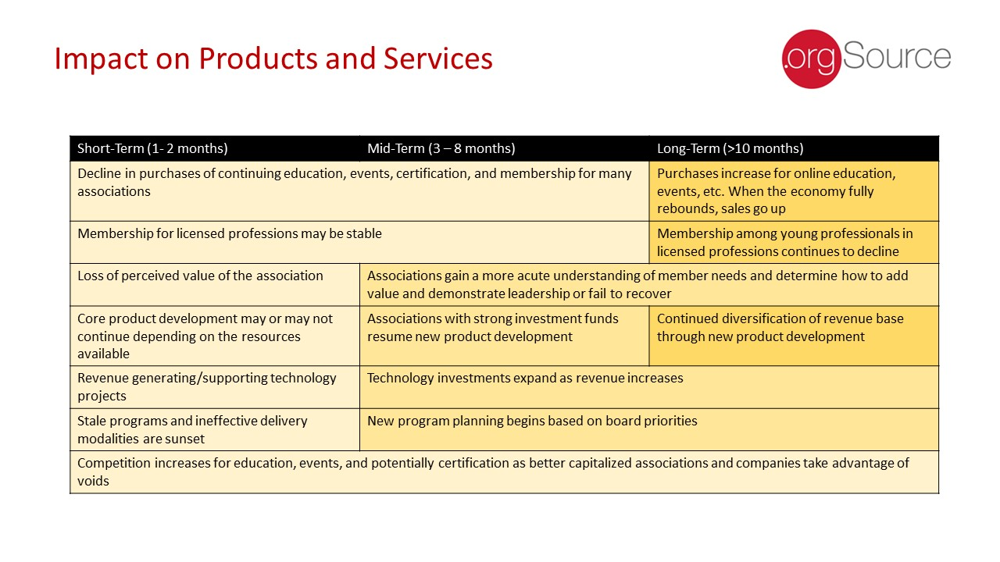 Impact on Products and Services
.orgSource
Short-Term (1- 2 months)
Mid-Term (3 – 8 months)
Long-Term (>10 months)
Decline in purchases of continuing education, events, certification, and membership for many
associations
Purchases increase for online education,
events, etc. When the economy fully
rebounds, sales go up
Membership for licensed professions may be stable
Membership among young professionals in
licensed professions continues to decline
Loss of perceived value of the association
Associations gain a more acute understanding of member needs and determine how to add
value and demonstrate leadership or fail to recover
Core product development may or may not
continue depending on the resources
available
Associations with strong investment funds
resume new product development
Continued diversification of revenue base
through new product development
Revenue generating/supporting technology
projects
Technology investments expand as revenue increases
Stale programs and ineffective delivery
modalities are sunset
New program planning begins based on board priorities
Competition increases for education, events, and potentially certification as better capitalized associations and companies take advantage of
voids